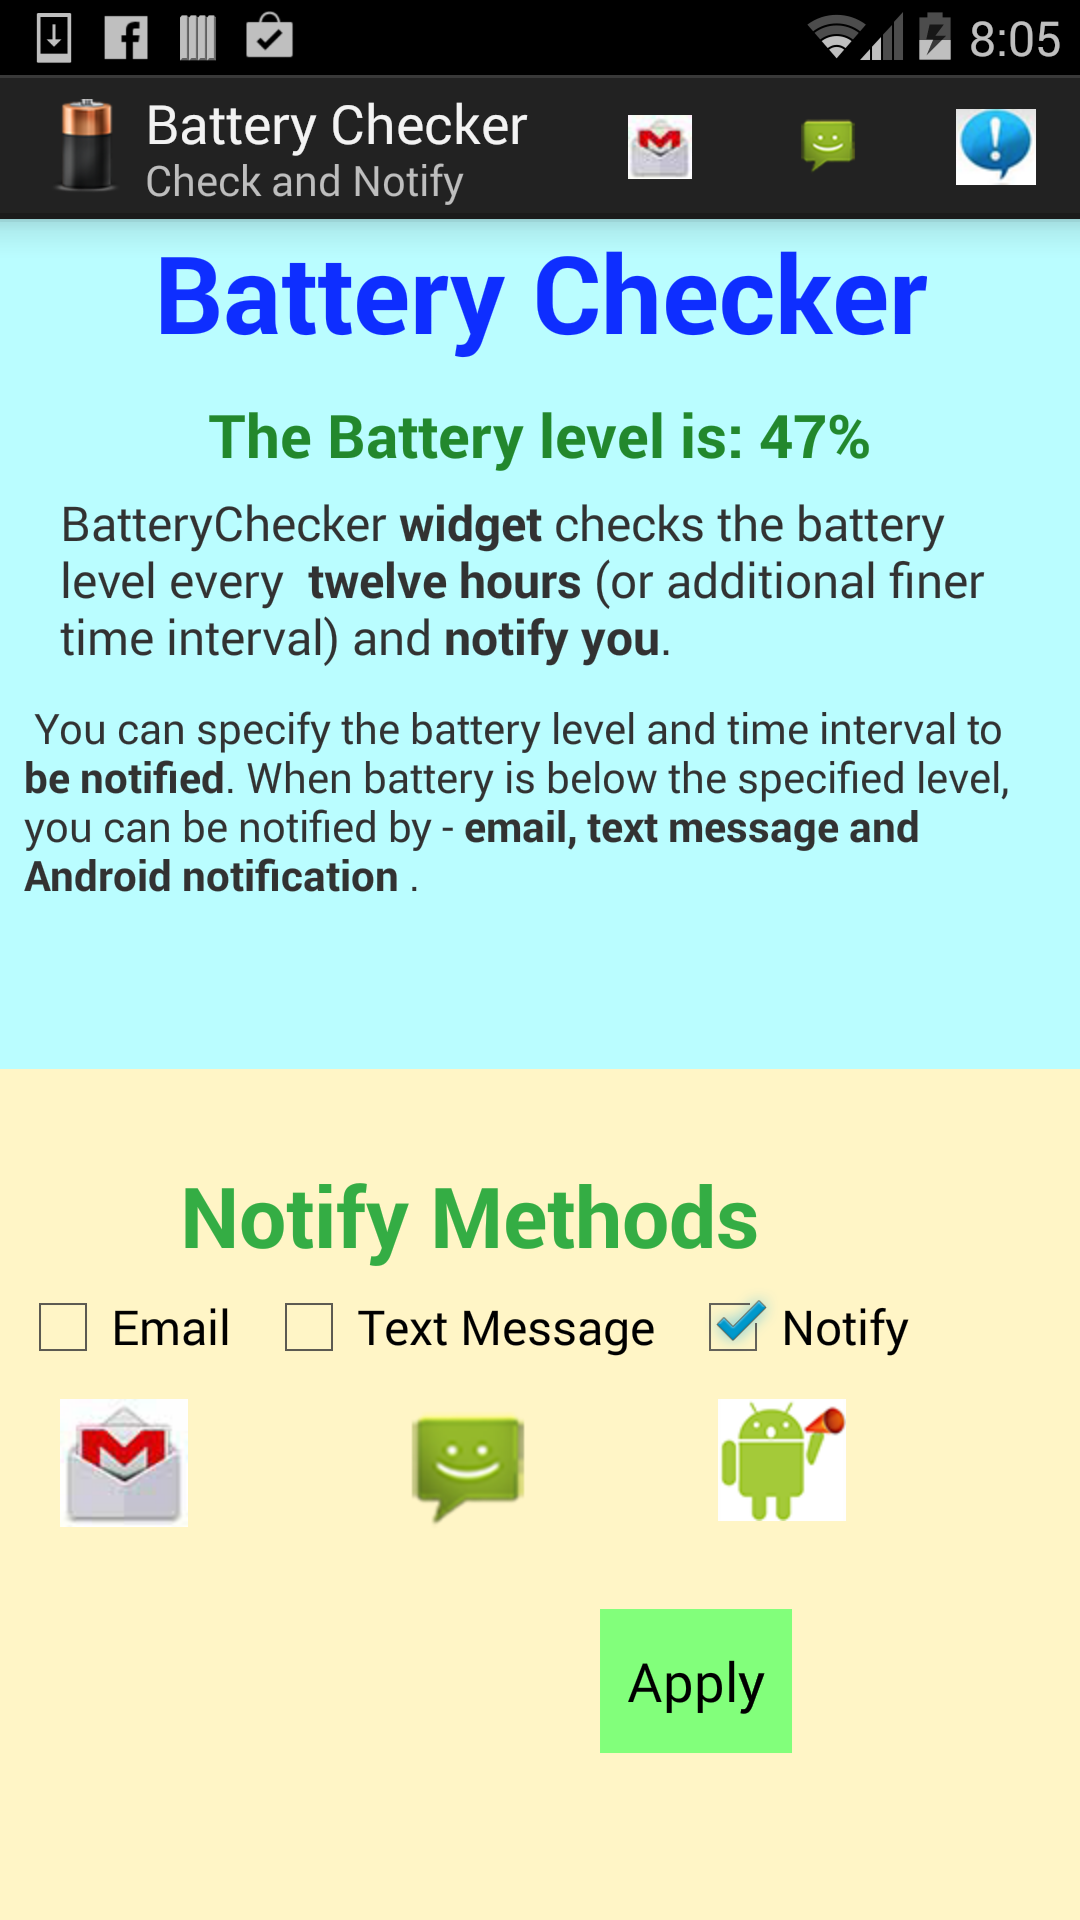 8:05
Battery Checker
Check and Notify
Battery Checker
The Battery level is: 47%
BatteryChecker widget checks the battery
level every  twelve hours (or additional finer
time interval) and notify you.
You can specify the battery level and time interval to
be notified. When battery is below the specified level,
you can be notified by - email, text message and
Android notification .
Notify Methods
Email Text Message Notify
Apply